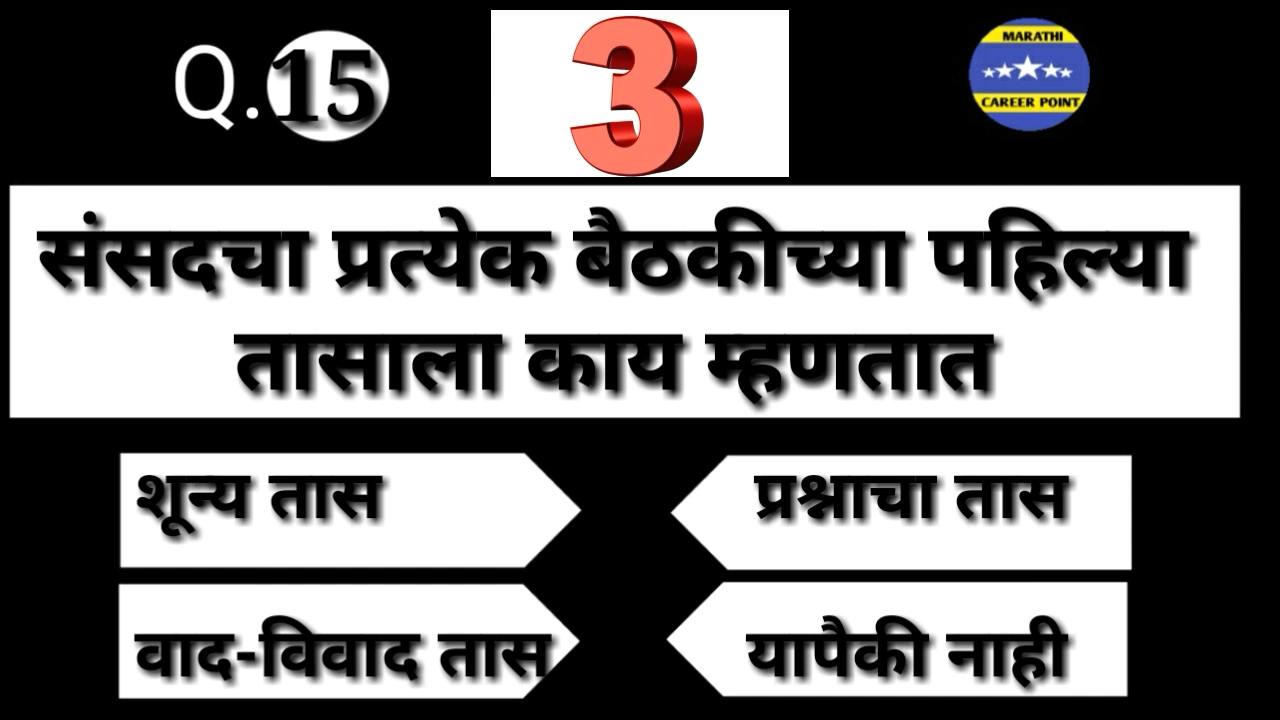 Q.15
3
MARATHI
CAREER POINT
संसदचा प्रत्येक बैठकीच्या पहिल्या
तासाला काय म्हणतात
शून्य तास
प्रश्नाचा तास
वाद-विवाद तास
यापैकी नाही